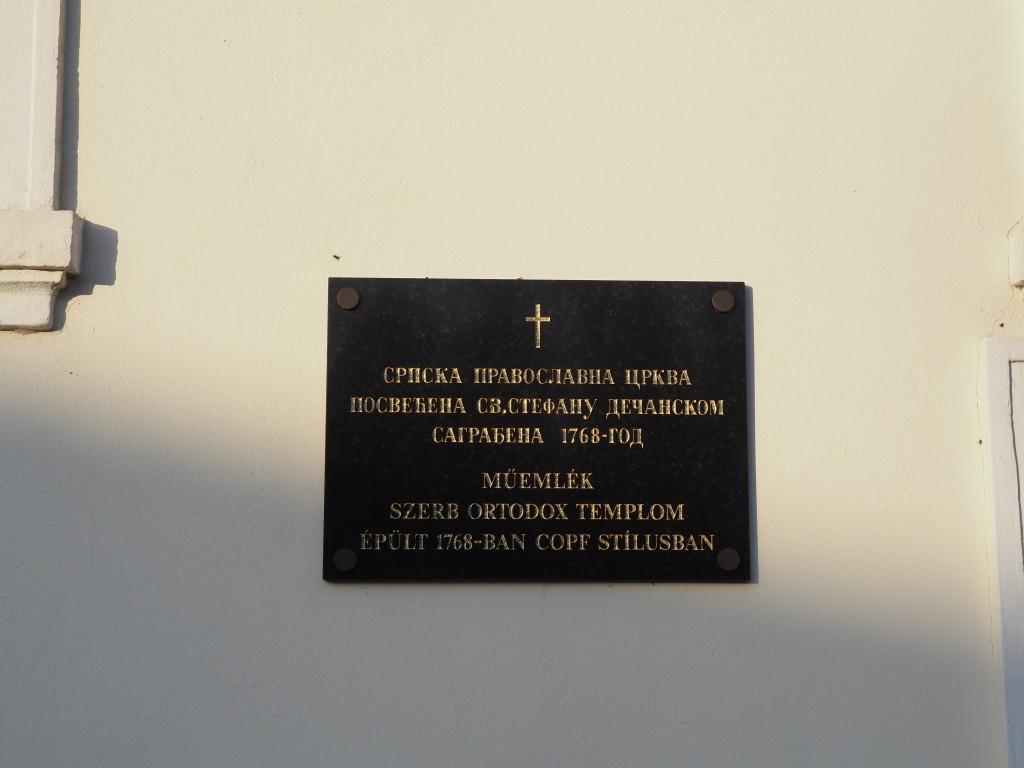 СРПСКА ПРАВОСЛАВНА ЦРКВА
ПОСВЕЋЕНА СВ.СТЕФАНУ ДЕЧАНСКОМ
САГРАЂЕНА 1768-ГОД
MŰEMLÉK
SZERB ORTODOX TEMPLOM
ÉPÜLT 1768-BAN COPF STÍLUSBAN